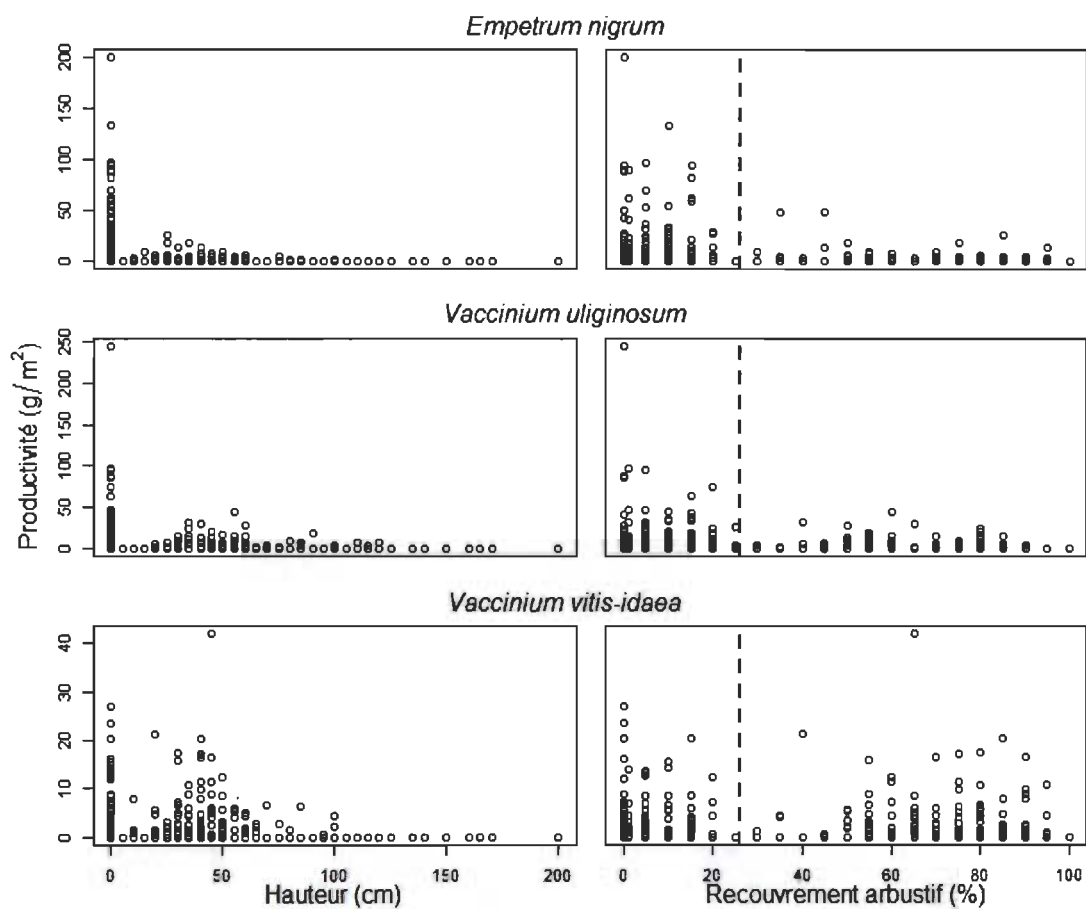 Empetrum nigrum
200
150
100
50
0
Vaccinium uliginosum
250
200
150
100
50
0
Productivité (g/m²)
Vaccinium vitis-idaea
40
30
20
10
0
0 50 100 150 200
0 20 40 60 80 100
Hauteur (cm)
Recouvrement arbustif (%)